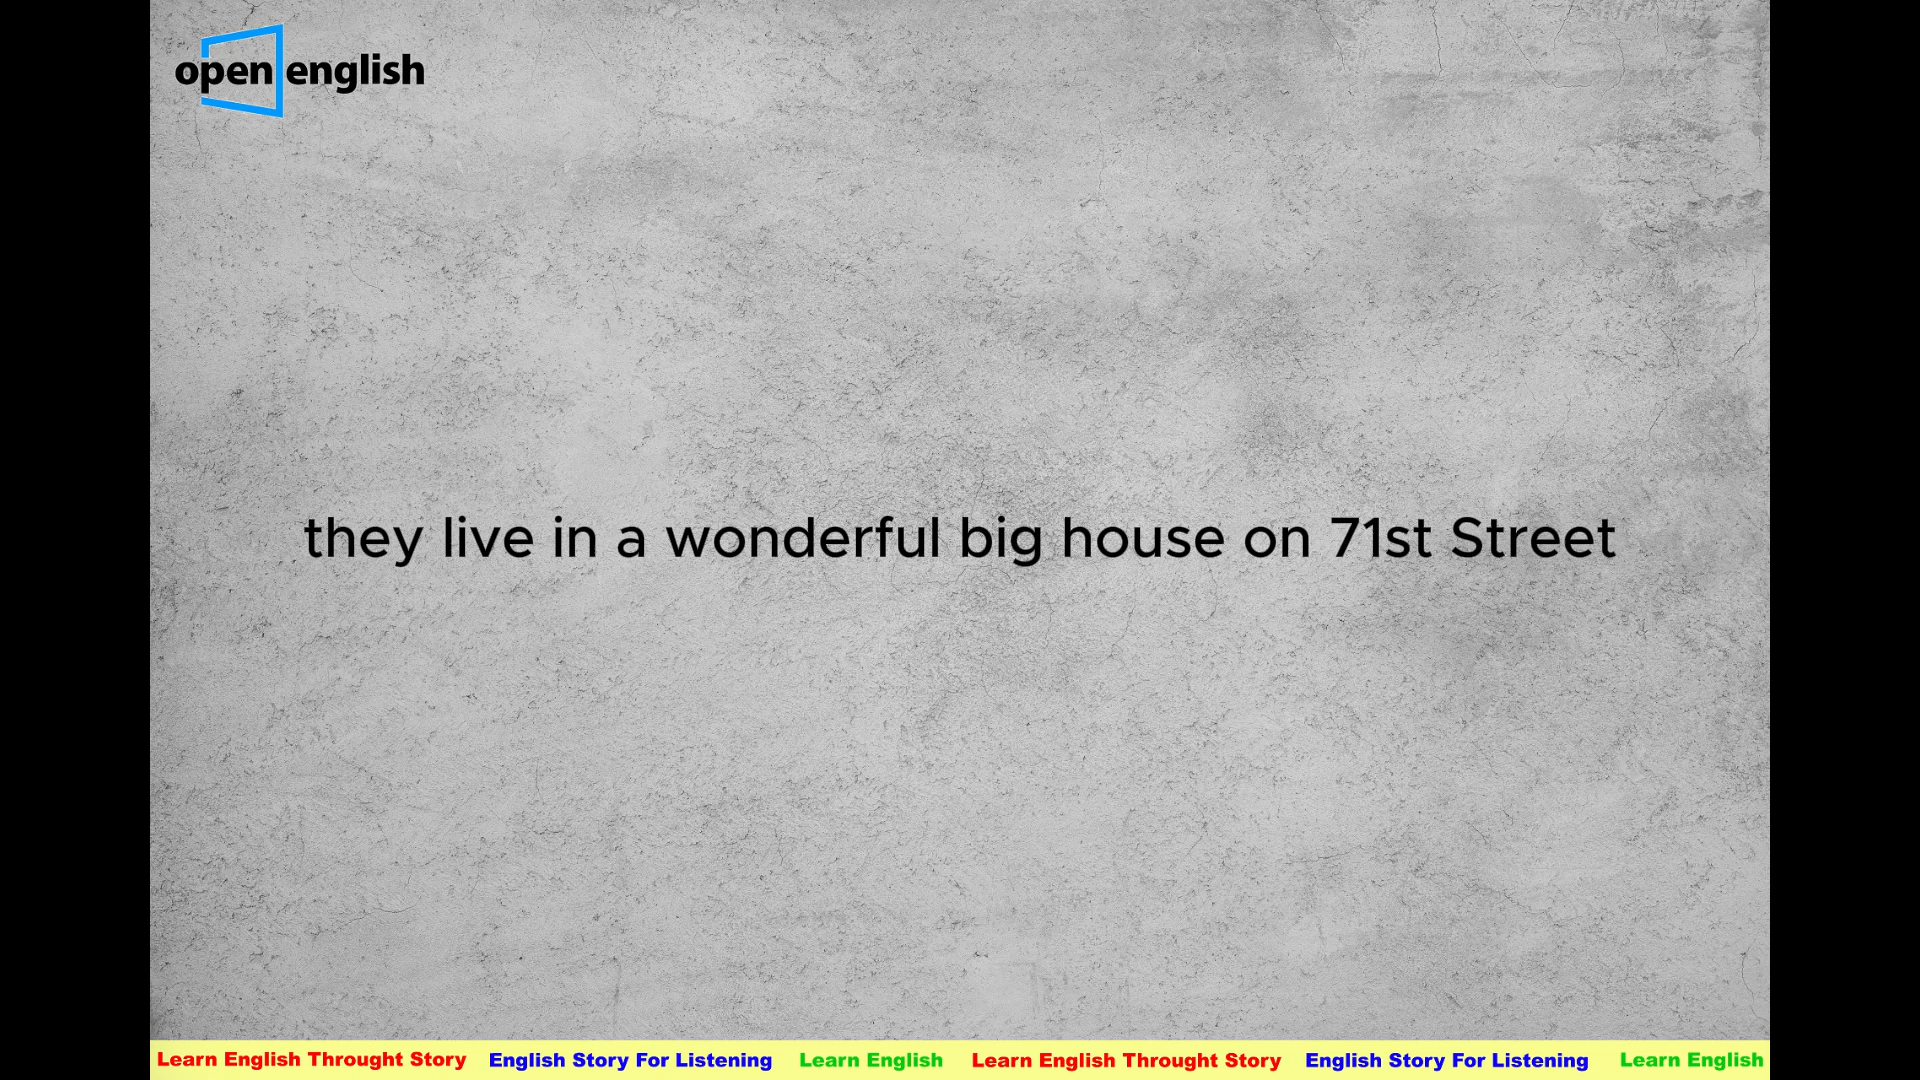 open english
they live in a wonderful big house on 71st Street
Learn English Throught Story English Story For Listening Learn English Learn English Throught Story English Story For Listening Learn English